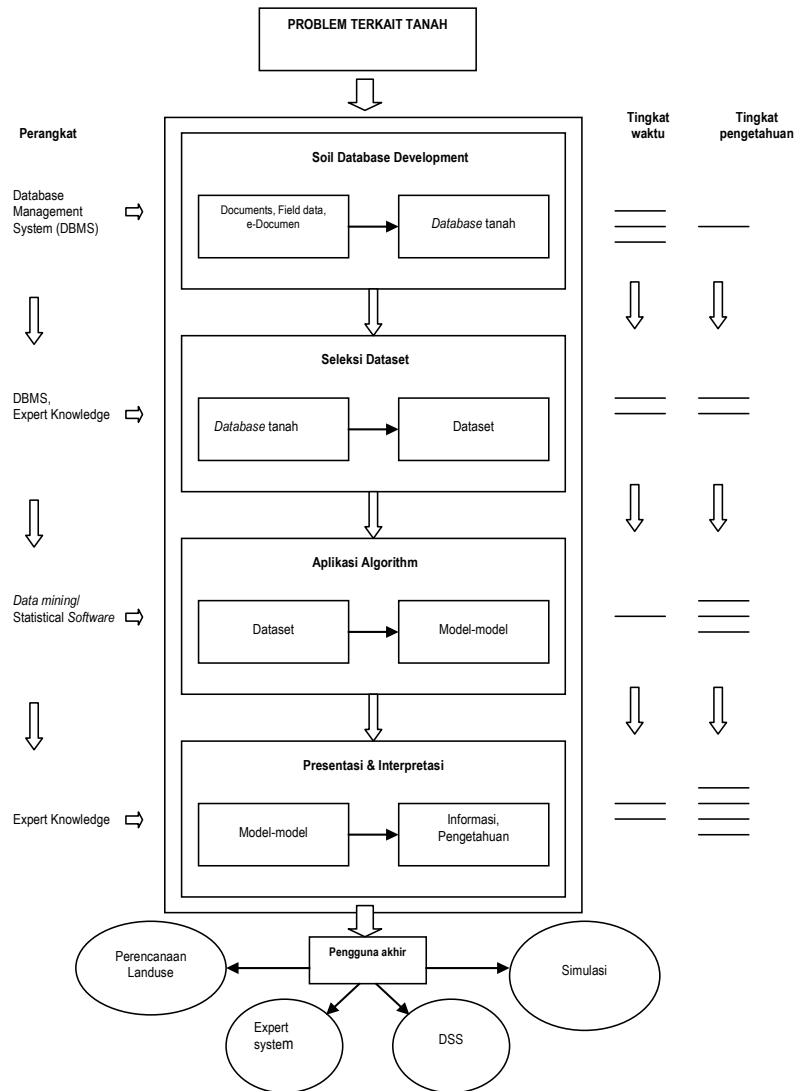 PROBLEM TERKAIT TANAH
Perangkat
Tingkat
waktu
Tingkat
pengetahuan
Soil Database Development
Database
Management
System (DBMS)
Documents, Field data,
e-Documen
Database tanah
Seleksi Dataset
DBMS,
Expert Knowledge
Database tanah
Dataset
Aplikasi Algorithm
Data mining/
Statistical Software
Dataset
Model-model
Presentasi & Interpretasi
Expert Knowledge
Model-model
Informasi,
Pengetahuan
Pengguna akhir
Perencanaan
Landuse
Simulasi
Expert
system
DSS